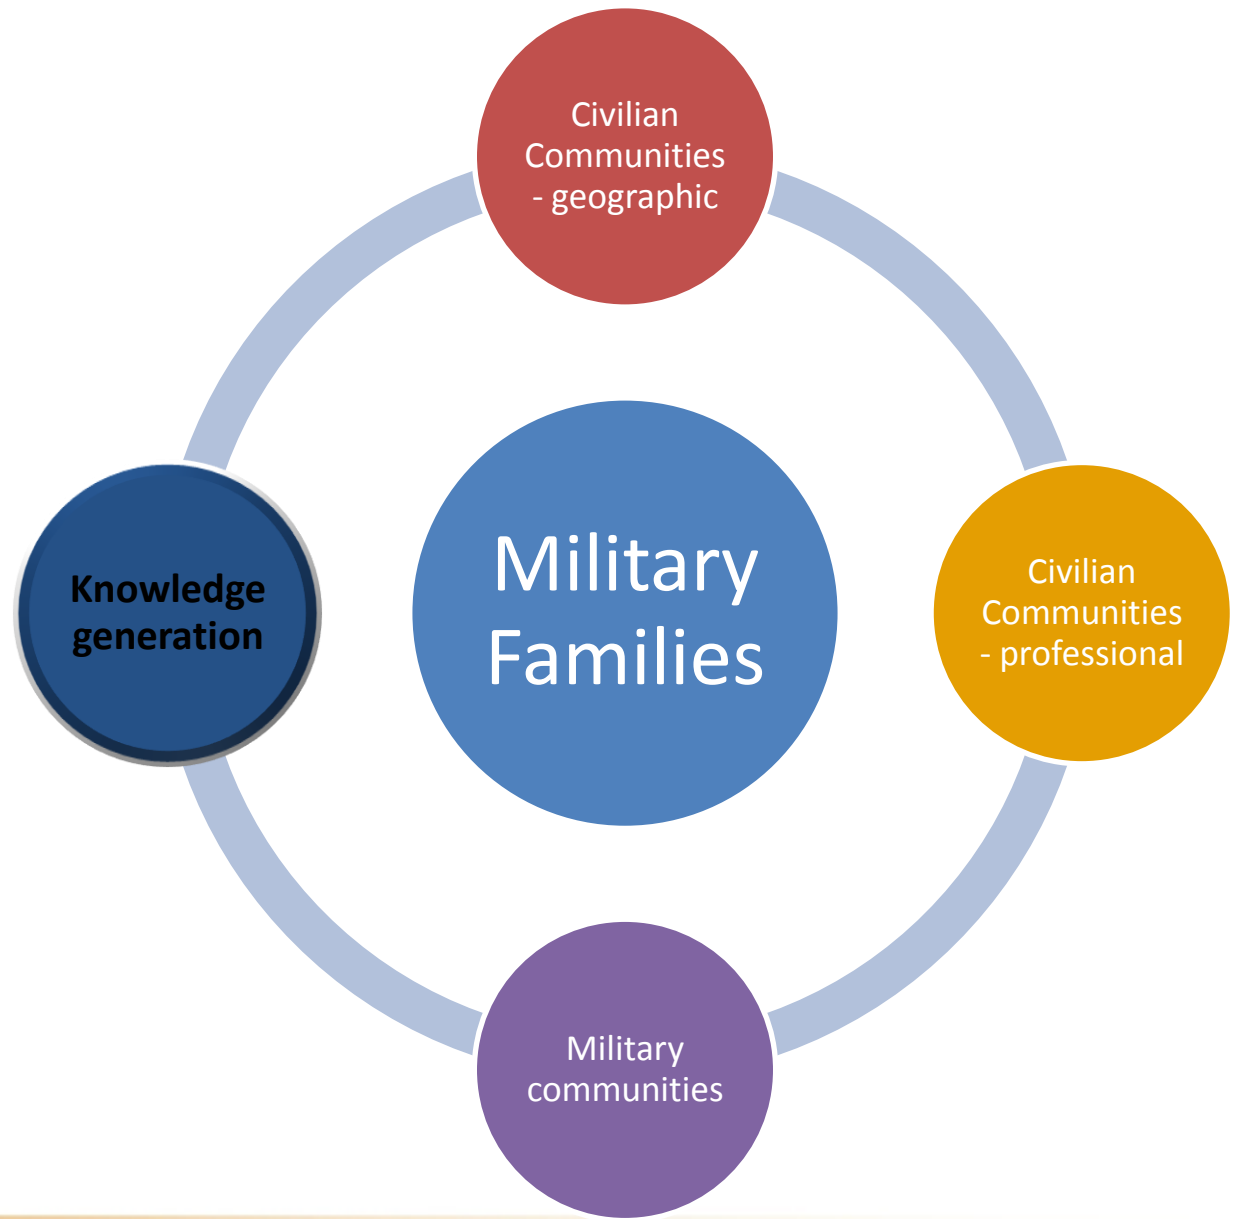 Civilian
Communities
- geographic
Knowledge
generation
Military
Families
Civilian
Communities
- professional
Military
communities